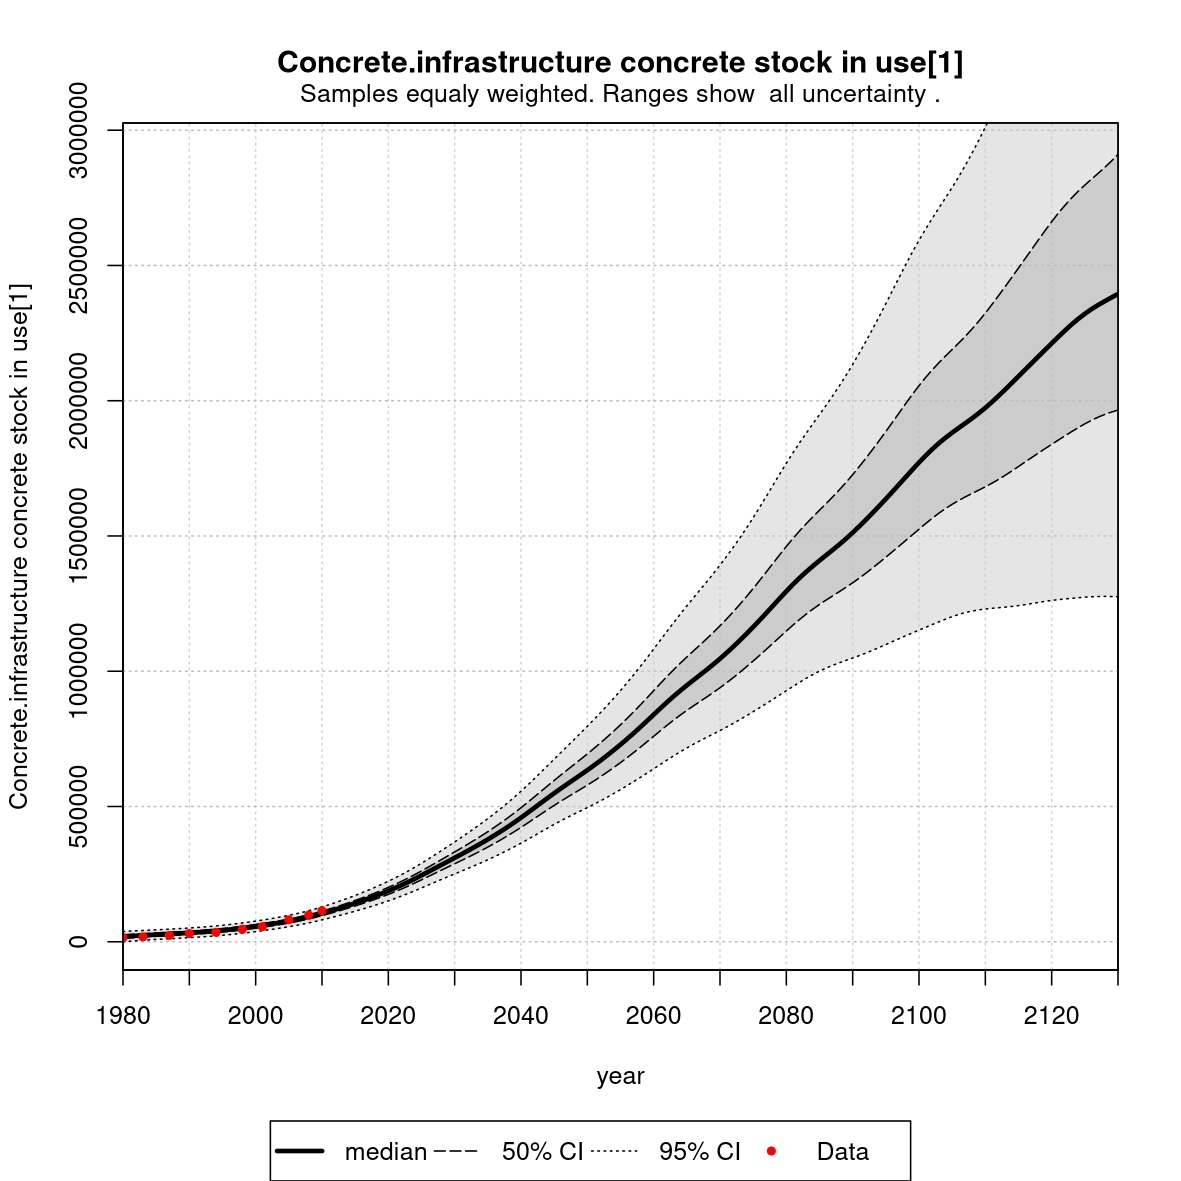 Concrete.infrastructure concrete stock in use[1]
Samples equaly weighted. Ranges show  all uncertainty .
Concrete.infrastructure concrete stock in use[1]
3000000
2500000
2000000
1500000
1000000
500000
0
1980 2000 2020 2040 2060 2080 2100 2120
year
median 50% CI 95% CI Data